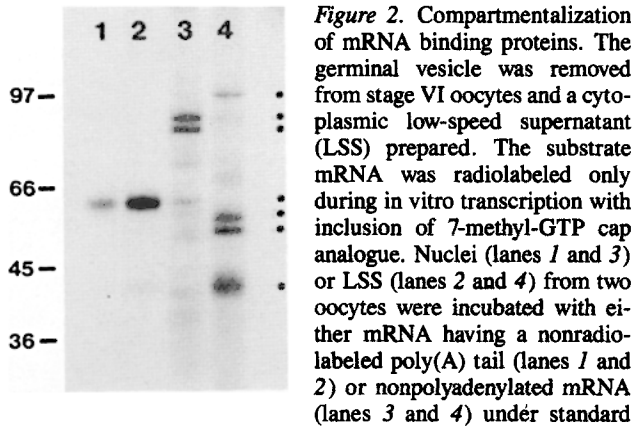 1 2 3 4
97
66
45
36
Figure 2. Compartmentalization
of mRNA binding proteins. The
germinal vesicle was removed
from stage VI oocytes and a cyto-
plasmic low-speed supernatant
(LSS) prepared. The substrate
mRNA was radiolabeled only
during in vitro transcription with
inclusion of 7-methyl-GTP cap
analogue. Nuclei (lanes 1 and 3)
or LSS (lanes 2 and 4) from two
oocytes were incubated with ei-
ther mRNA having a nonradio-
labeled poly(A) tail (lanes 1 and
2) or nonpolyadenylated mRNA
(lanes 3 and 4) under standard